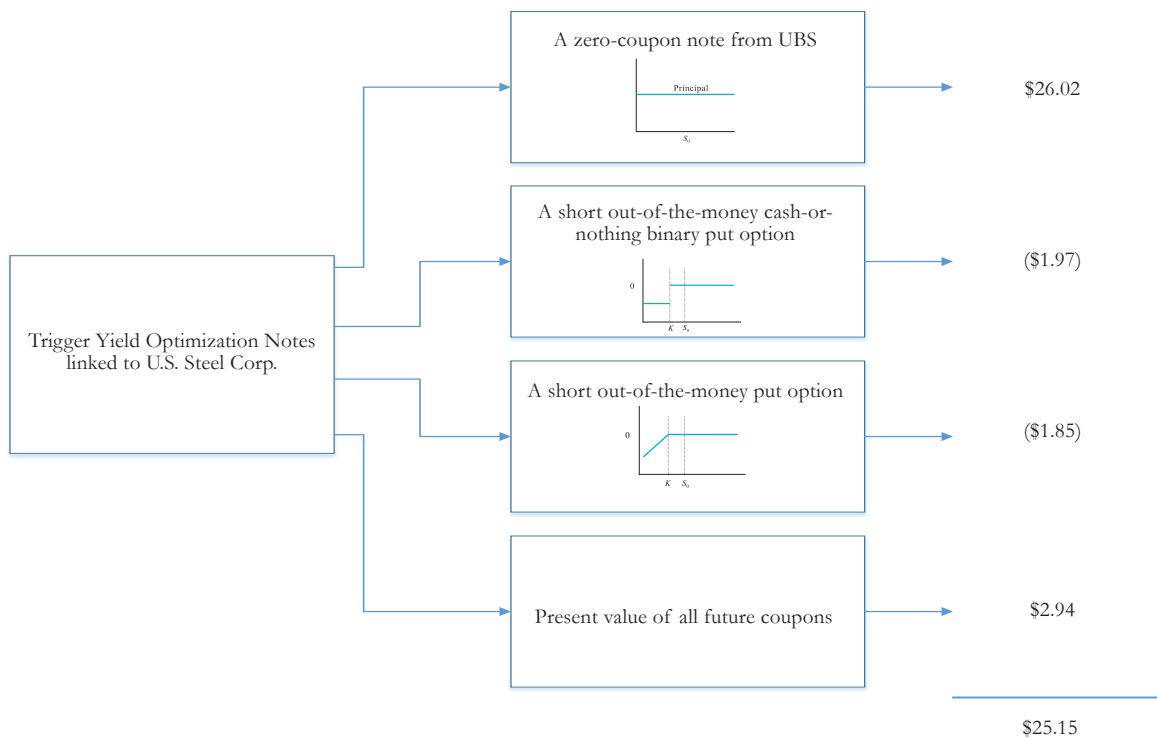 A zero-coupon note from UBS
Principal
S₀
$26.02
A short out-of-the-money cash-or-
nothing binary put option
0
K
S₀
($1.97)
Trigger Yield Optimization Notes
linked to U.S. Steel Corp.
A short out-of-the-money put option
0
K
S₀
($1.85)
Present value of all future coupons
$2.94
$25.15